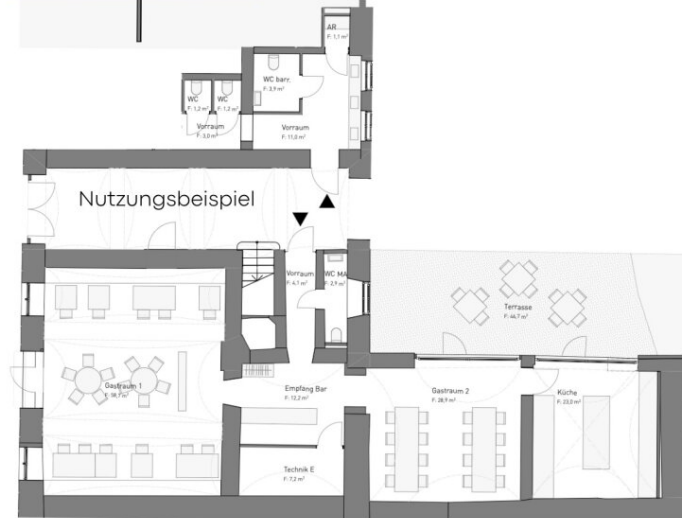 AR
F: 1,1 m²
WC barr.
F: 3,9 m²
WC
F: 1,2 m²
WC
F: 1,2 m²
Vorraum
F: 3,0 m²
Vorraum
F: 11,0 m²
Nutzungsbeispiel
Vorraum
F: 4,1 m²
WC MA
F: 2,9 m²
Terrasse
F: 44,7 m²
Gastraum 1
Empfang Bar
F: 13,2 m²
Gastraum 2
F: 28,9 m²
Küche
F: 23,0 m²
Technik E
F: 7,2 m²